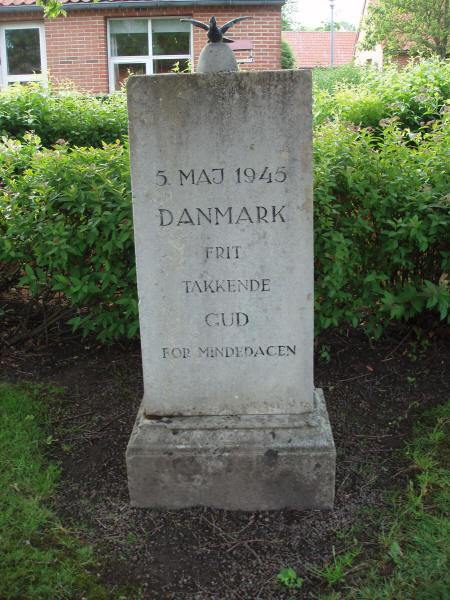 5. MAJ 1945
DANMARK
FRIT
TAKKENDE
GUD
FOR MINDEDAGEN